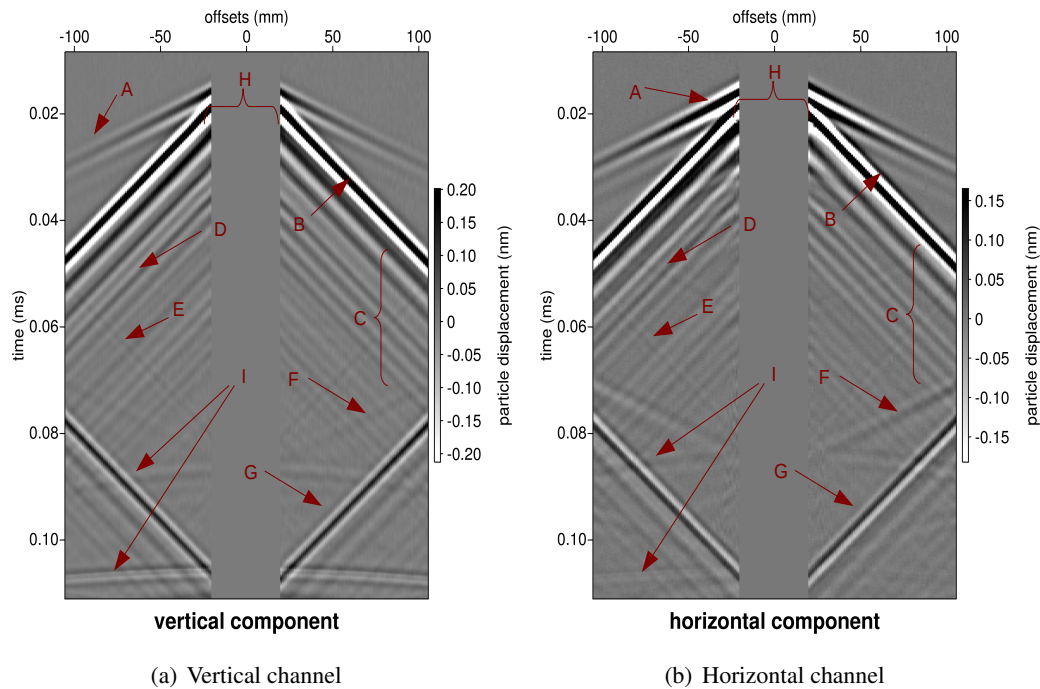 offsets (mm)
-100 -50 0 50 100
A
H
0.02
B
D
0.04
C
E
0.06
F
I
0.08
G
0.10
time (ms)
0.20
0.15
0.10
0.05
0
-0.05
-0.10
-0.15
-0.20
particle displacement (nm)
vertical component
(a) Vertical channel
offsets (mm)
-100 -50 0 50 100
A
H
0.02
B
D
0.04
C
E
0.06
F
I
0.08
G
0.10
time (ms)
0.15
0.10
0.05
0
-0.05
-0.10
-0.15
particle displacement (nm)
horizontal component
(b) Horizontal channel